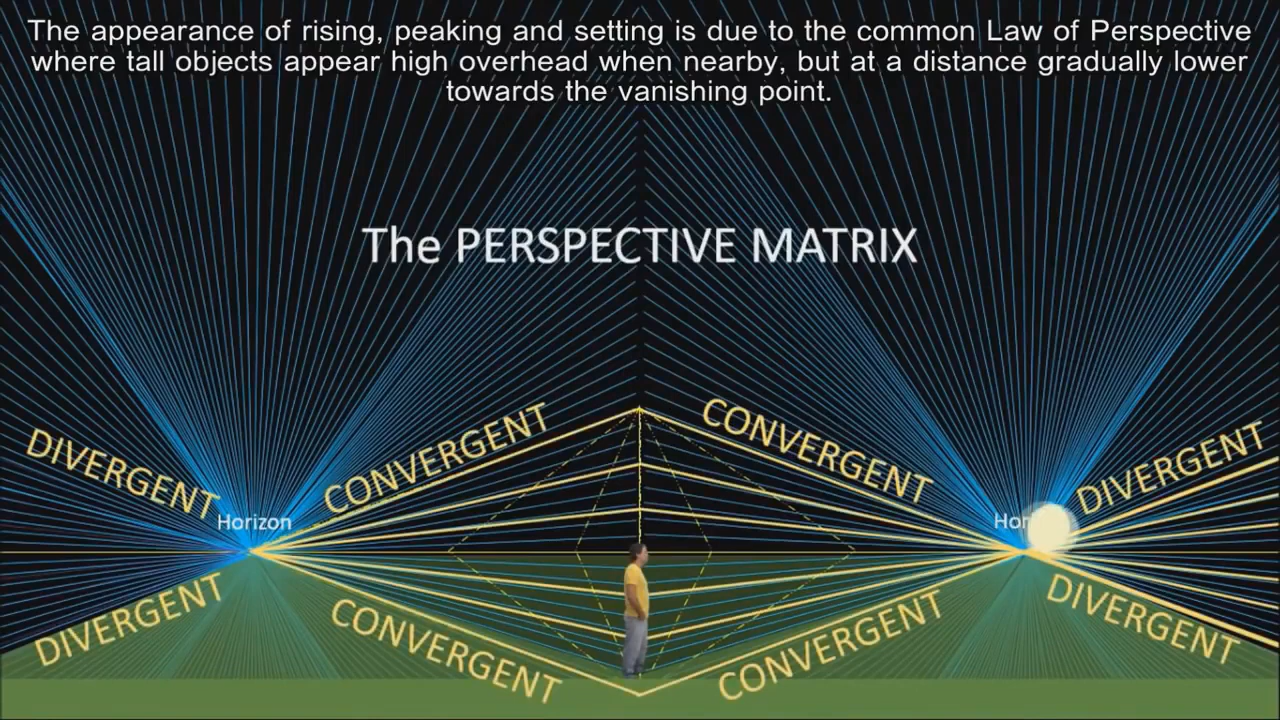 The appearance of rising, peaking and setting is due to the common Law of Perspective
where tall objects appear high overhead when nearby, but at a distance gradually lower
towards the vanishing point.
The PERSPECTIVE MATRIX
DIVERGENT
CONVERGENT
CONVERGENT
DIVERGENT
Horizon
Hor
DIVERGENT
CONVERGENT
CONVERGENT
DIVERGENT